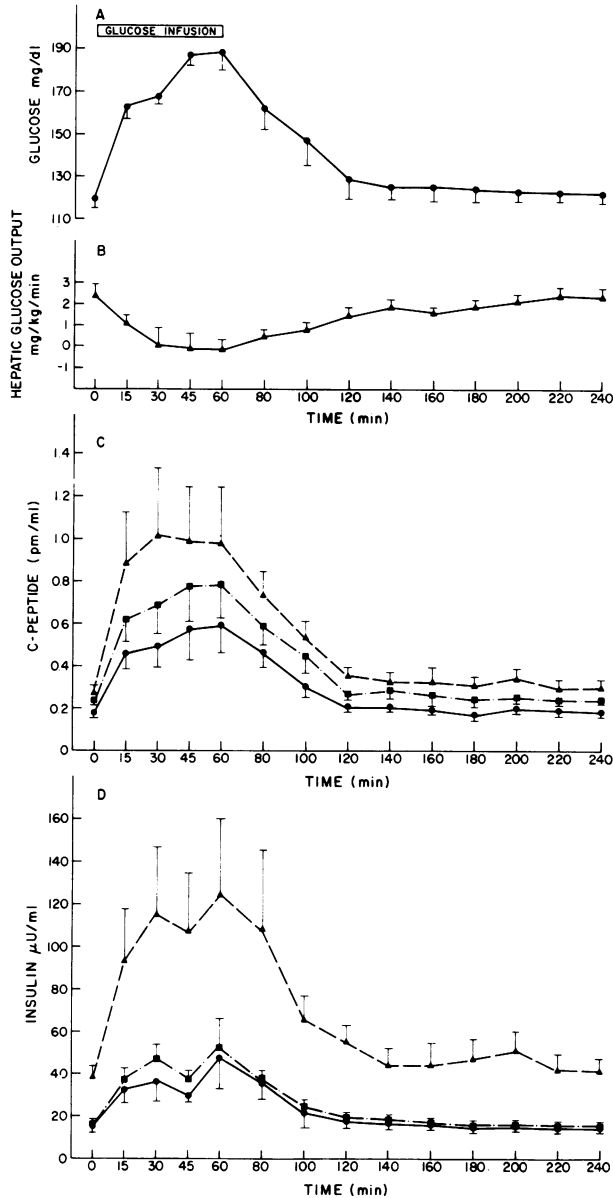 A
GLUCOSE INFUSION
GLUCOSE mg/dl
190
170
150
130
110
B
HEPATIC GLUCOSE OUTPUT
mg/kg/min
3
2
1
0
-1
0 15 30 45 60 80 100 120 140 160 180 200 220 240
TIME (min)
C
C-PEPTIDE (pm/ml)
1.4
1.2
1.0
0.8
0.6
0.4
0.2
0
0 15 30 45 60 80 100 120 140 160 180 200 220 240
TIME (min)
D
INSULIN μU/ml
160
140
120
100
80
60
40
20
0
0 15 30 45 60 80 100 120 140 160 180 200 220 240
TIME (min)